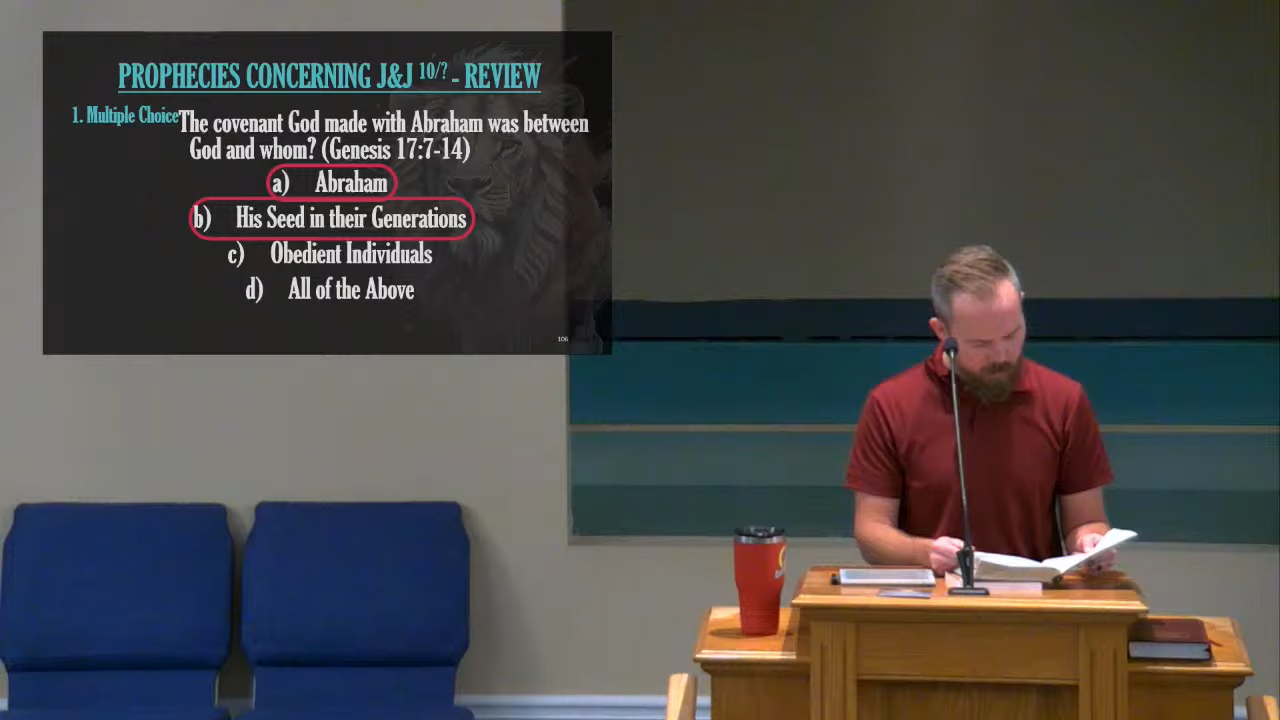 PROPHECIES CONCERNING J&J 10/? - REVIEW
1. Multiple Choice The covenant God made with Abraham was between
God and whom? (Genesis 17:7-14)
a) Abraham
b) His Seed in their Generations
c) Obedient Individuals
d) All of the Above
106